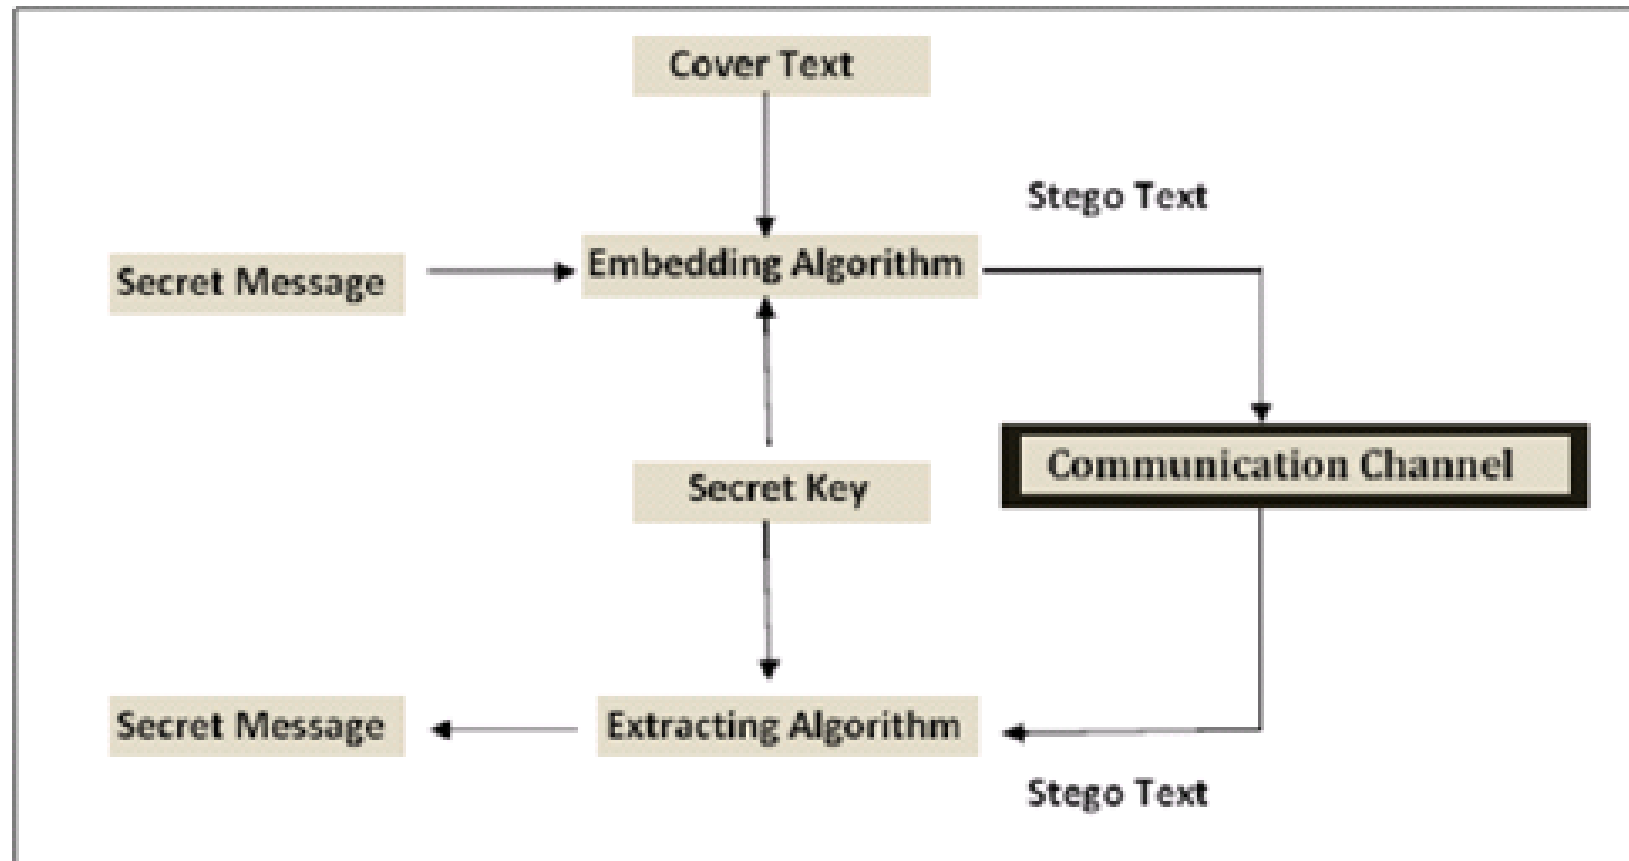 Cover Text
Stego Text
Secret Message
Embedding Algorithm
Communication Channel
Secret Key
Secret Message
Extracting Algorithm
Stego Text